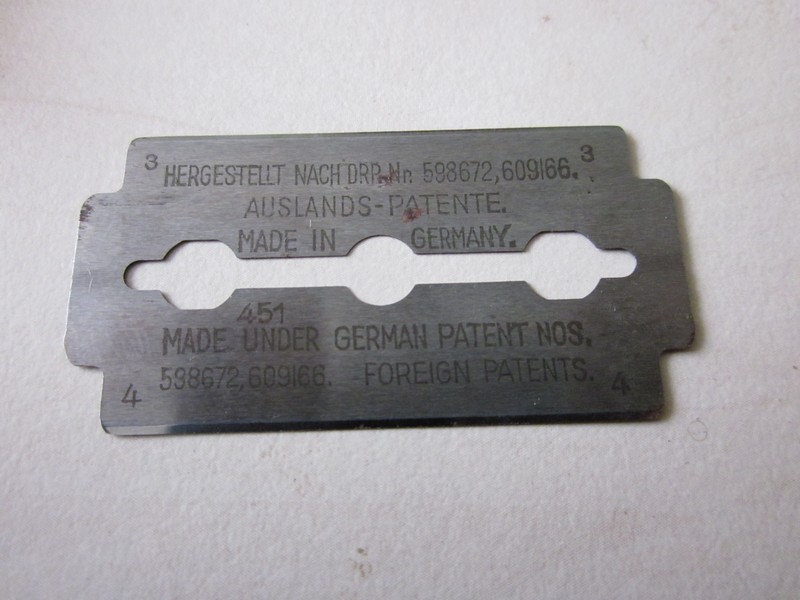 3 HERGESTELLT NACH DRP. Nr. 598672,609166. 3
AUSLANDS-PATENTE.
MADE IN GERMANY.
451
MADE UNDER GERMAN PATENT NOS.
598672,609166. FOREIGN PATENTS.
4 4